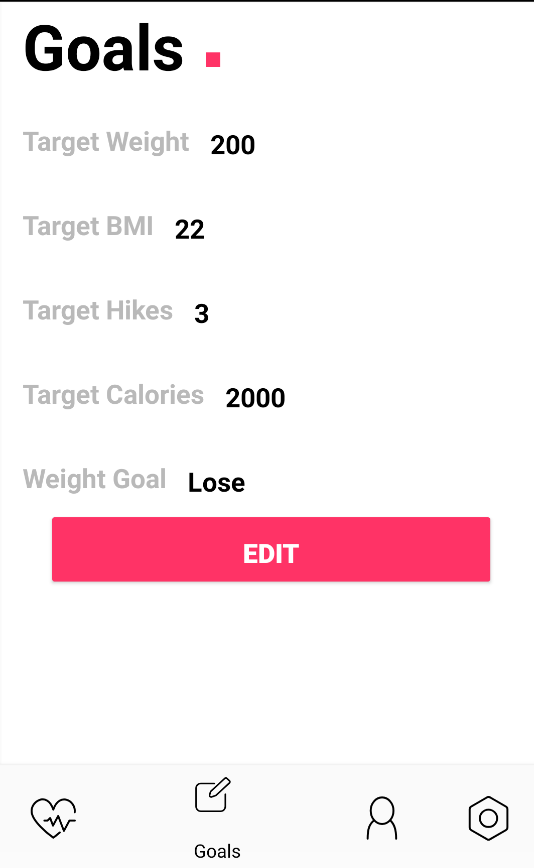 Goals
Target Weight 200
Target BMI 22
Target Hikes 3
Target Calories 2000
Weight Goal Lose
EDIT
Goals